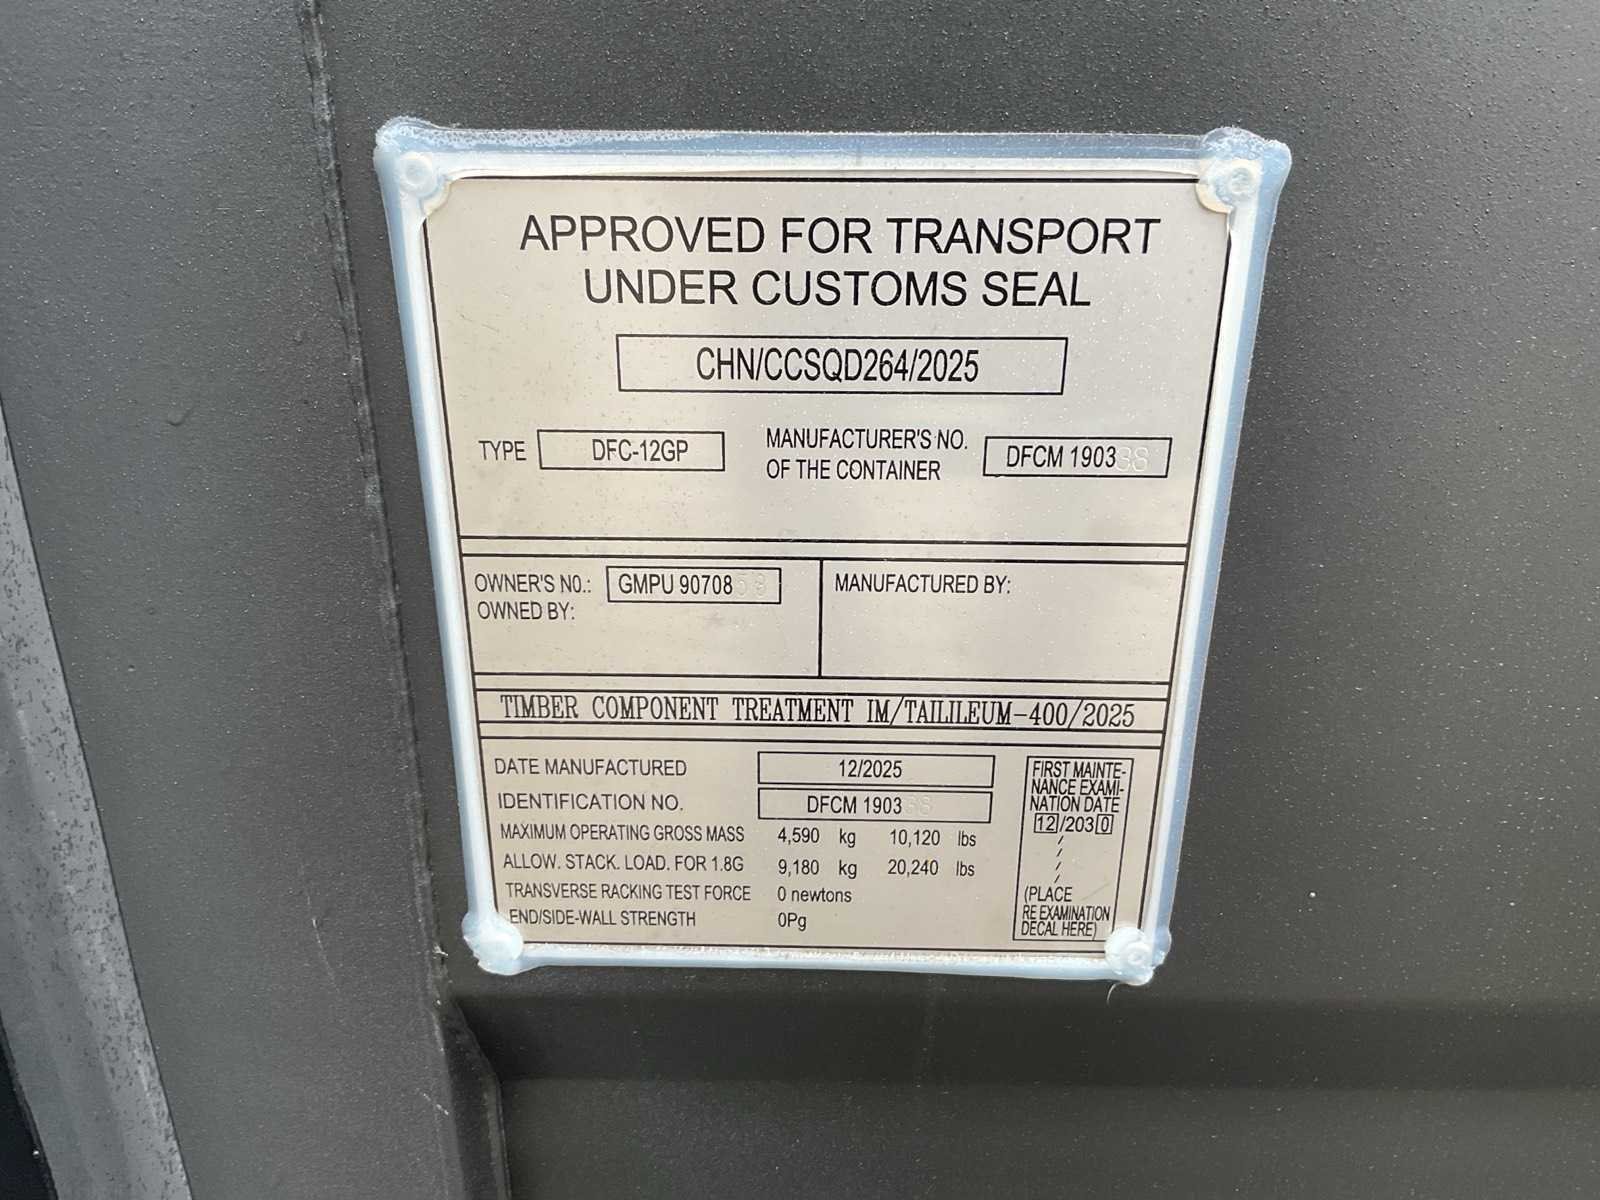 APPROVED FOR TRANSPORT
UNDER CUSTOMS SEAL
CHN/CCSQD264/2025
TYPE DFC-12GP
MANUFACTURER'S NO.
OF THE CONTAINER
DFCM 190338
OWNER'S NO.:
OWNED BY:
MANUFACTURED BY:
TIMBER COMPONENT TREATMENT IM/TAILILEUM-400/2025
DATE MANUFACTURED 12/2025
IDENTIFICATION NO. DFCM 190338
MAXIMUM OPERATING GROSS MASS 4,590 kg 10,120 lbs
ALLOW. STACK. LOAD. FOR 1.8G 9,180 kg 20,240 lbs
TRANSVERSE RACKING TEST FORCE 0 newtons
END/SIDE-WALL STRENGTH 0Pg
FIRST MAINTE-
NANCE EXAMI-
NATION DATE
12/2030
/
/
/
(PLACE
RE EXAMINATION
DECAL HERE)